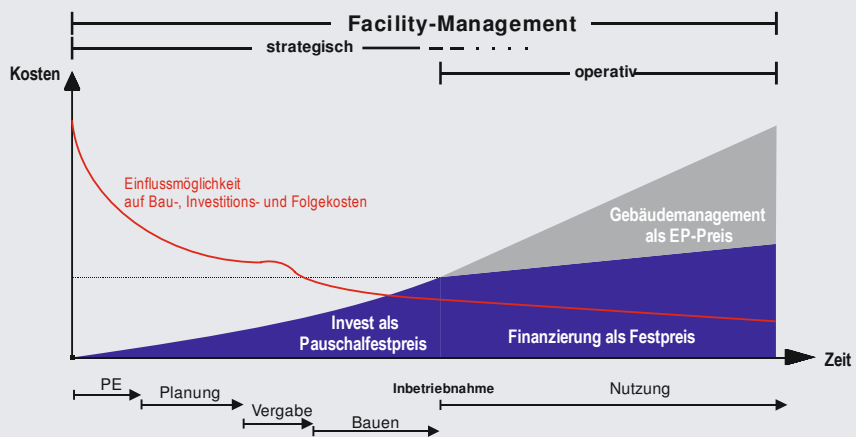 Facility-Management
strategisch
operativ
Kosten
Einflussmöglichkeit
auf Bau-, Investitions- und Folgekosten
Gebäudemanagement
als EP-Preis
Invest als
Pauschalfestpreis
Finanzierung als Festpreis
Zeit
PE
Planung
Vergabe
Bauen
Inbetriebnahme
Nutzung